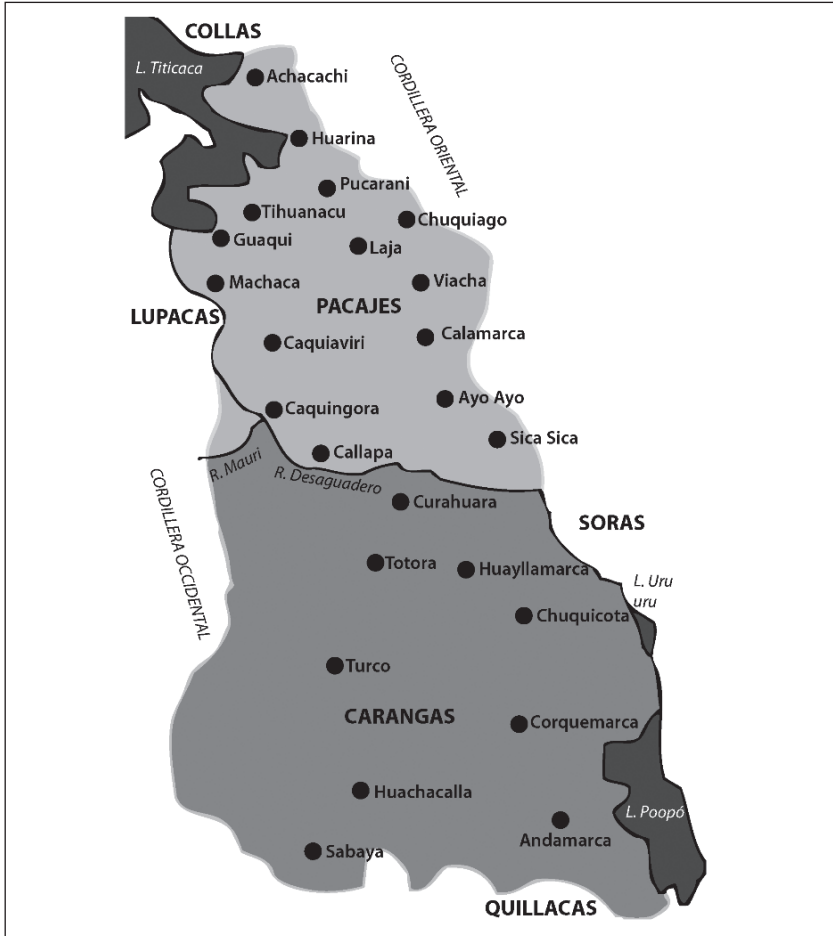 COLLAS
L. Titicaca
Achacachi
CORDILLERA ORIENTAL
Huarina
Pucarani
Tihuanacu
Chuquiago
Guaqui
Laja
Machaca
Viacha
PACAJES
LUPACAS
Calamarca
Caquiaviri
Ayo Ayo
Caquingora
Sica Sica
Callapa
R. Mauri
R. Desaguadero
CORDILLERA OCCIDENTAL
Curahuara
SORAS
Totora
Huayllamarca
L. Uru
uru
Chuquicota
Turco
CARANGAS
Corquemarca
Huachacalla
L. Poopó
Andamarca
Sabaya
QUILLACAS